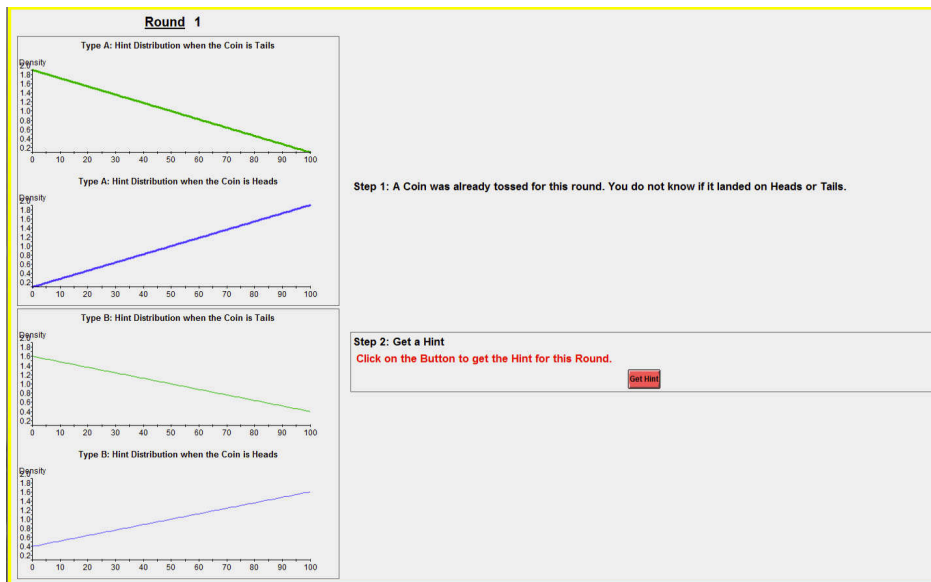 Round 1
Type A: Hint Distribution when the Coin is Tails
Density
2.0
1.8
1.6
1.4
1.2
1.0
0.8
0.6
0.4
0.2
0 10 20 30 40 50 60 70 80 90 100
Type A: Hint Distribution when the Coin is Heads
Density
2.0
1.8
1.6
1.4
1.2
1.0
0.8
0.6
0.4
0.2
0 10 20 30 40 50 60 70 80 90 100
Type B: Hint Distribution when the Coin is Tails
Density
2.0
1.8
1.6
1.4
1.2
1.0
0.8
0.6
0.4
0.2
0 10 20 30 40 50 60 70 80 90 100
Type B: Hint Distribution when the Coin is Heads
Density
2.0
1.8
1.6
1.4
1.2
1.0
0.8
0.6
0.4
0.2
0 10 20 30 40 50 60 70 80 90 100
Step 1: A Coin was already tossed for this round. You do not know if it landed on Heads or Tails.
Step 2: Get a Hint
Click on the Button to get the Hint for this Round.
Get Hint